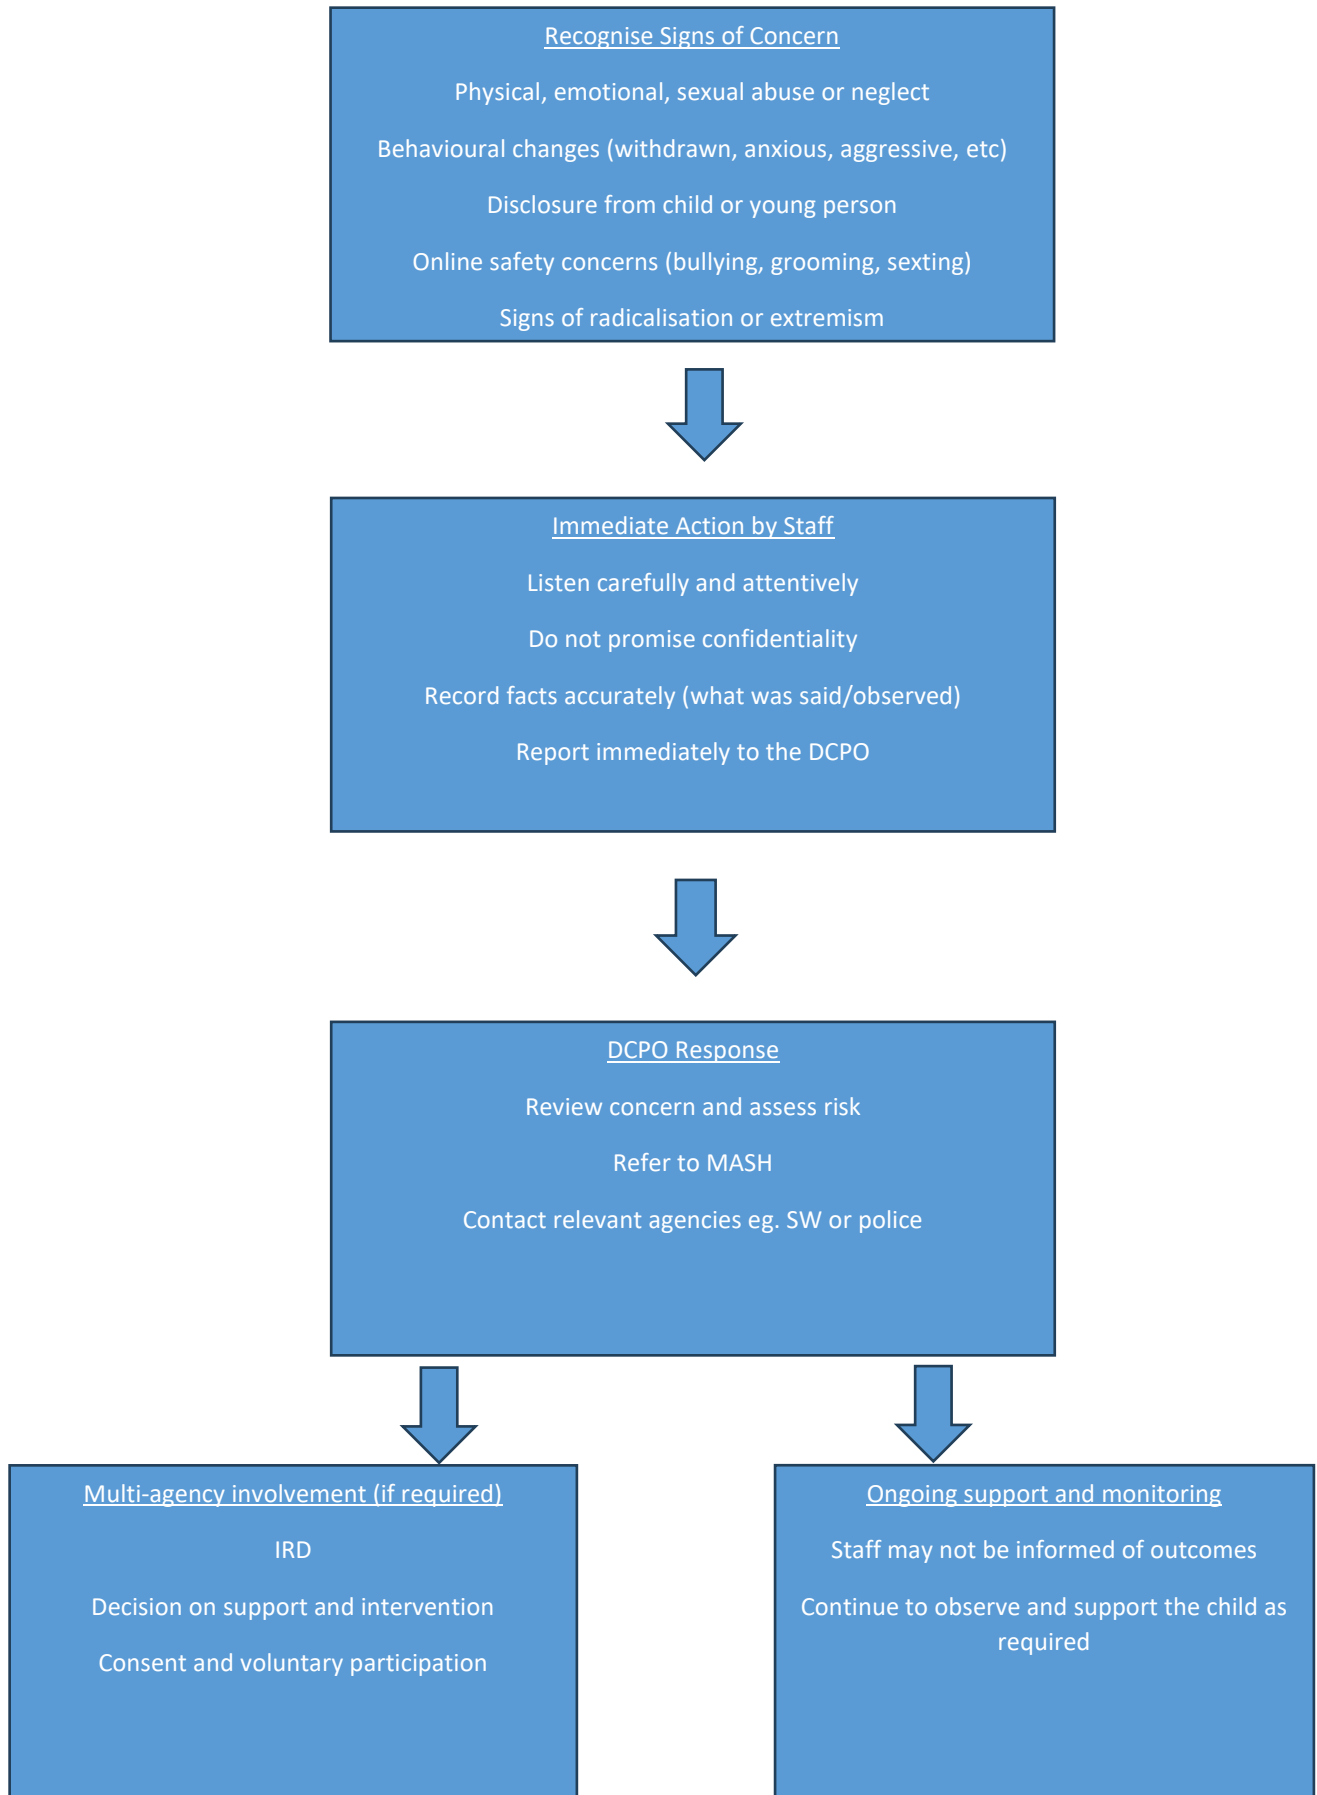 Recognise Signs of Concern
Physical, emotional, sexual abuse or neglect
Behavioural changes (withdrawn, anxious, aggressive, etc)
Disclosure from child or young person
Online safety concerns (bullying, grooming, sexting)
Signs of radicalisation or extremism
Immediate Action by Staff
Listen carefully and attentively
Do not promise confidentiality
Record facts accurately (what was said/observed)
Report immediately to the DCPO
DCPO Response
Review concern and assess risk
Refer to MASH
Contact relevant agencies eg. SW or police
Multi-agency involvement (if required)
IRD
Decision on support and intervention
Consent and voluntary participation
Ongoing support and monitoring
Staff may not be informed of outcomes
Continue to observe and support the child as
required